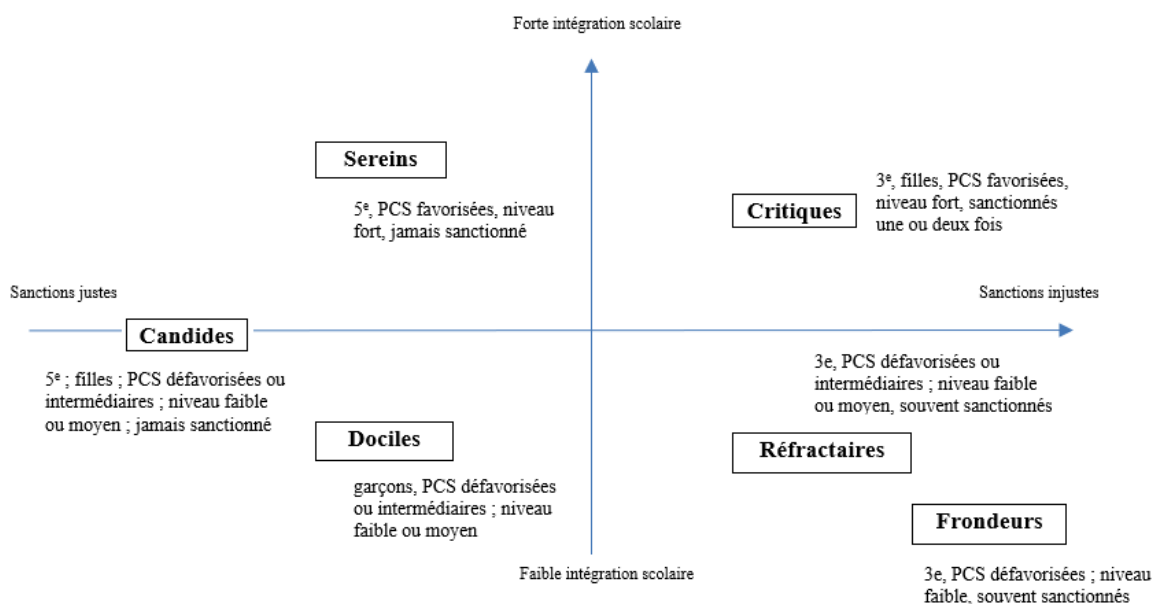 Forte intégration scolaire
Sereins
5ᵉ, PCS favorisées, niveau
fort, jamais sanctionné
Critiques
3ᵉ, filles, PCS favorisées,
niveau fort, sanctionnés
une ou deux fois
Sanctions justes
Sanctions injustes
Candides
5ᵉ ; filles ; PCS défavorisées ou
intermédiaires ; niveau faible
ou moyen ; jamais sanctionné
3e, PCS défavorisées ou
intermédiaires ; niveau faible
ou moyen, souvent sanctionnés
Dociles
garçons, PCS défavorisées
ou intermédiaires ; niveau
faible ou moyen
Réfractaires
Frondeurs
3e, PCS défavorisées ; niveau
faible, souvent sanctionnés
Faible intégration scolaire